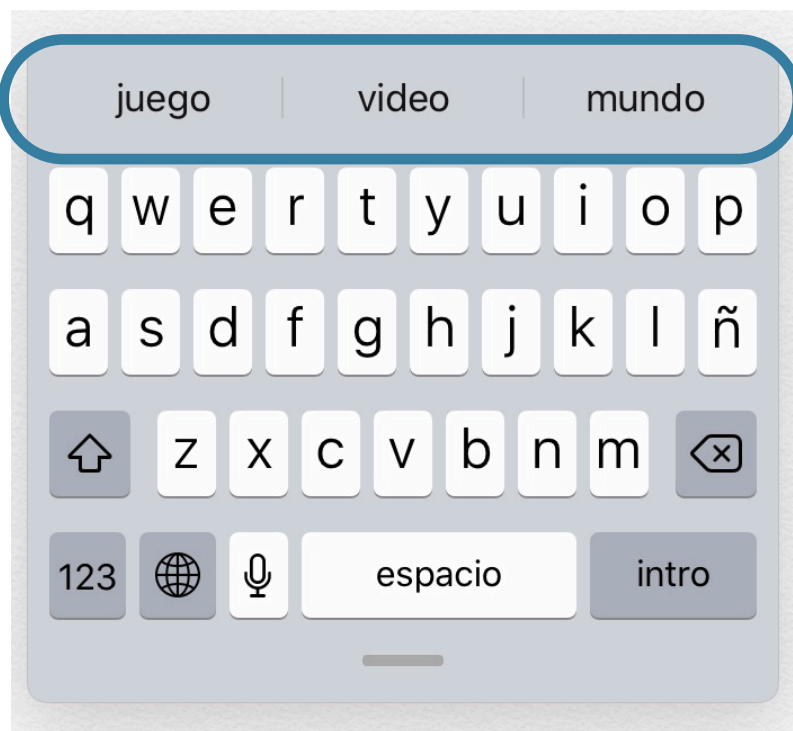 juego video mundo
q w e r t y u i o p
a s d f g h j k l ñ
z x c v b n m
123 espacio intro